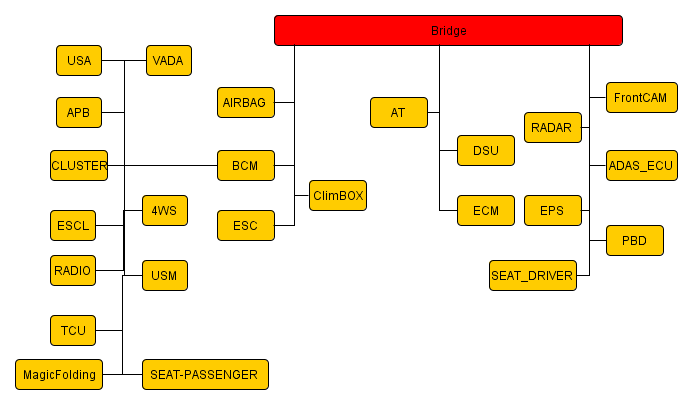 Bridge
USA
VADA
FrontCAM
AIRBAG
APB
AT
RADAR
DSU
CLUSTER
BCM
ADAS_ECU
ClimBOX
4WS
ECM
EPS
ESCL
ESC
PBD
RADIO
USM
SEAT_DRIVER
TCU
MagicFolding
SEAT-PASSENGER